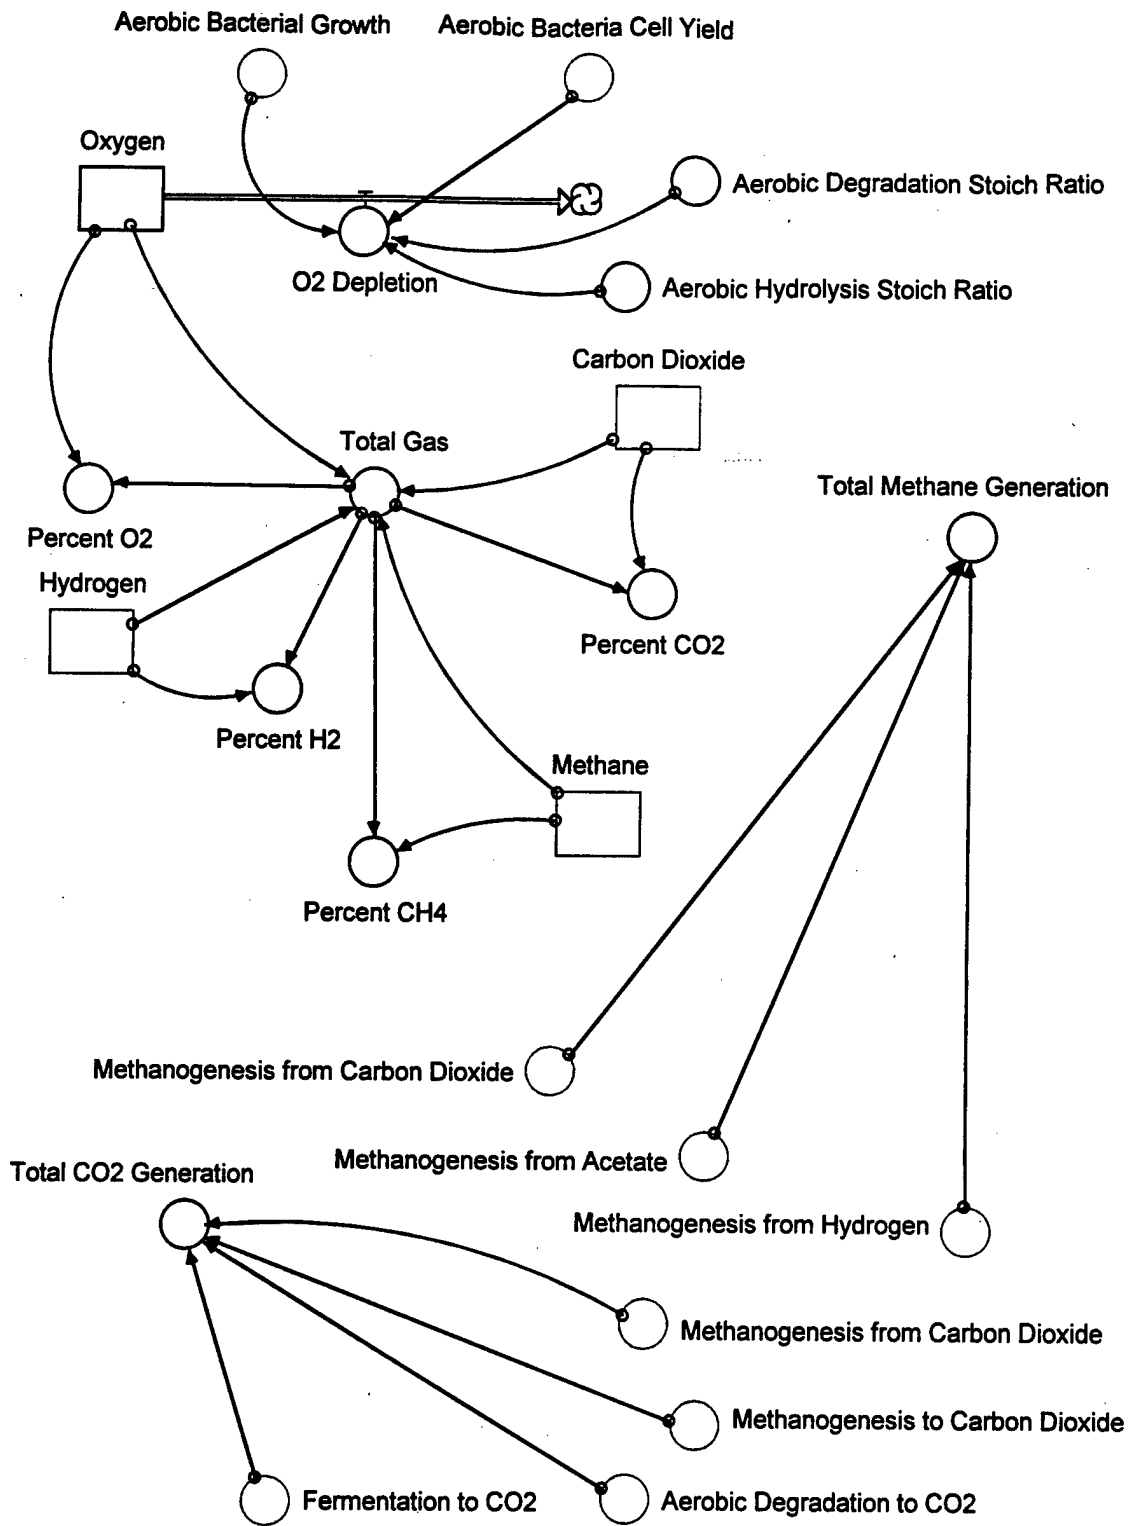 Aerobic Bacterial Growth
Aerobic Bacteria Cell Yield
Oxygen
Aerobic Degradation Stoich Ratio
O2 Depletion
Aerobic Hydrolysis Stoich Ratio
Carbon Dioxide
Total Gas
Total Methane Generation
Percent O2
Hydrogen
Percent CO2
Percent H2
Methane
Percent CH4
Methanogenesis from Carbon Dioxide
Methanogenesis from Acetate
Total CO2 Generation
Methanogenesis from Hydrogen
Methanogenesis from Carbon Dioxide
Methanogenesis to Carbon Dioxide
Fermentation to CO2
Aerobic Degradation to CO2